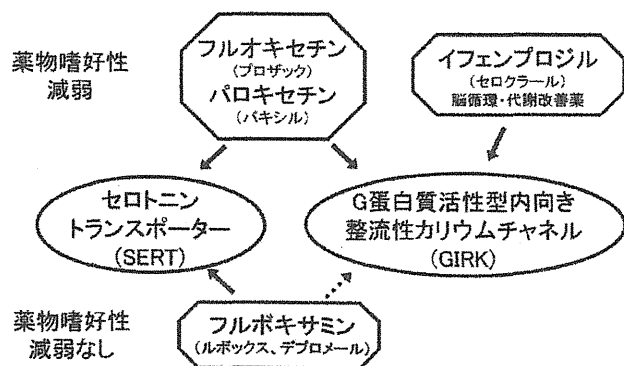 薬物嗜好性
減弱
フルオキセチン
(プロザック)
パロキセチン
(パキシル)
イフェンプロジル
(セロクラール)
脳循環・代謝改善薬
セロトニン
トランスポーター
(SERT)
G蛋白質活性型内向き
整流性カリウムチャネル
(GIRK)
薬物嗜好性
減弱なし
フルボキサミン
(ルボックス、デプロメール)